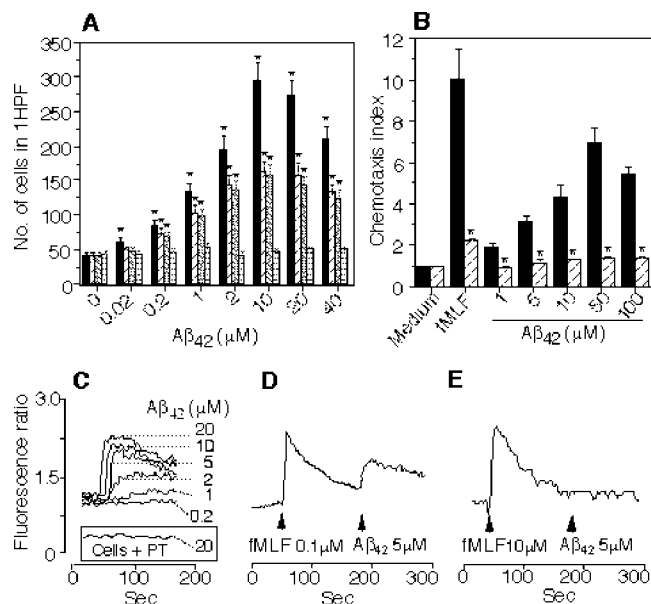 A
No. of cells in 1HPF
350
300
250
200
150
100
50
0
0 0.02 0.2 1 2 10 20 40
Aβ42 (μM)
B
Chemotaxis index
12
10
8
6
4
2
0
Medium fMLF 1 5 10 50 100
Aβ42 (μM)
C
Fluorescence ratio
3.0
1.5
0
Aβ42 (μM)
20
10
5
2
1
0.2
Cells + PT 20
0 100 200
Sec
D
fMLF 0.1μM Aβ42 5μM
0 100 200 300
Sec
E
fMLF10μM Aβ42 5μM
0 100 200 300
Sec